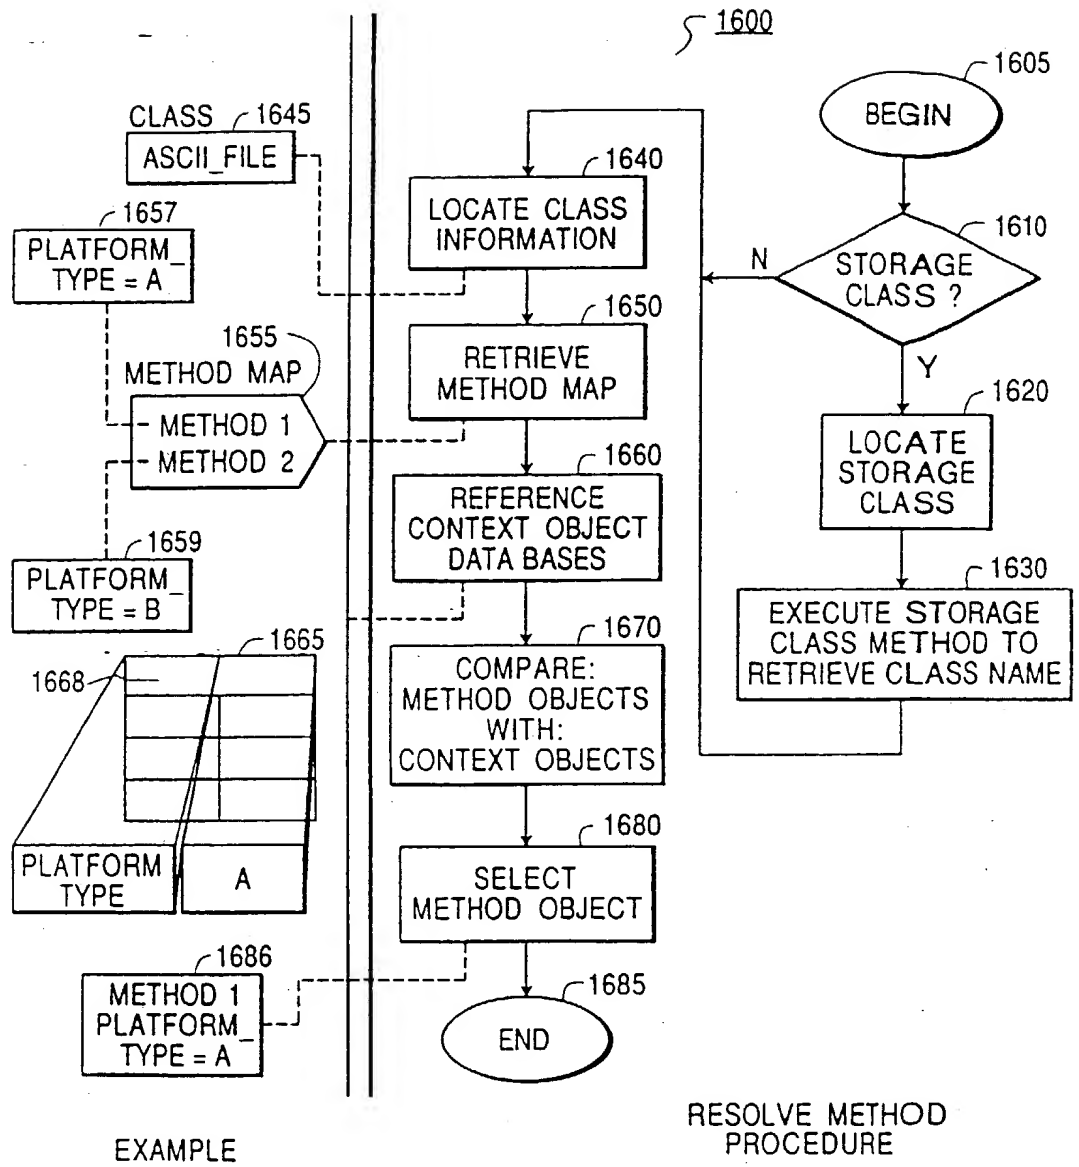 1600
1605
BEGIN
CLASS
1645
ASCII_FILE
1640
LOCATE CLASS
INFORMATION
1610
STORAGE
CLASS ?
N
Y
1657
PLATFORM_
TYPE = A
1650
RETRIEVE
METHOD MAP
1655
METHOD MAP
METHOD 1
METHOD 2
1620
LOCATE
STORAGE
CLASS
1660
REFERENCE
CONTEXT OBJECT
DATA BASES
1659
PLATFORM_
TYPE = B
1630
EXECUTE STORAGE
CLASS METHOD TO
RETRIEVE CLASS NAME
1665
1668
PLATFORM
TYPE
A
1670
COMPARE:
METHOD OBJECTS
WITH:
CONTEXT OBJECTS
1680
SELECT
METHOD OBJECT
1686
METHOD 1
PLATFORM_
TYPE = A
1685
END
EXAMPLE
RESOLVE METHOD
PROCEDURE